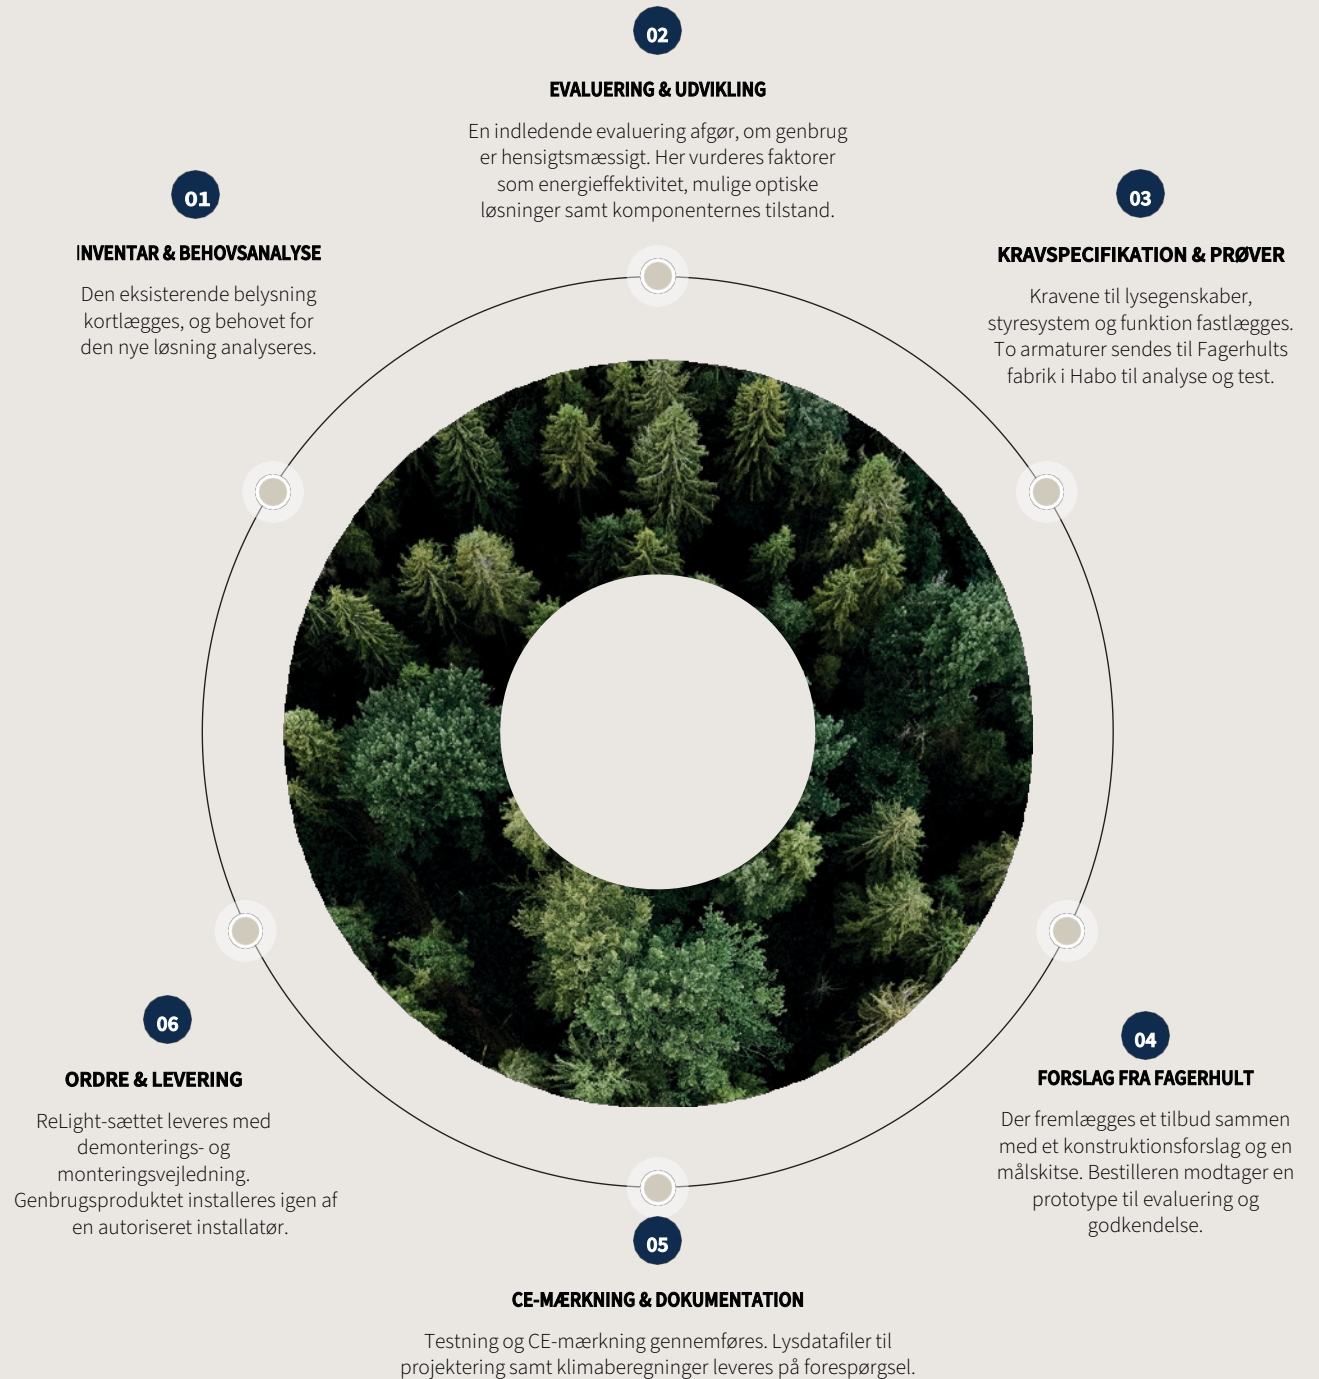 01
INVENTAR & BEHOVSANALYSE
Den eksisterende belysning
kortlægges, og behovet for
den nye løsning analyseres.
02
EVALUERING & UDVIKLING
En indledende evaluering afgør, om genbrug
er hensigtsmæssigt. Her vurderes faktorer
som energieffektivitet, mulige optiske
løsninger samt komponenternes tilstand.
03
KRAVSPECIFIKATION & PRØVER
Kravene til lysegenskaber,
styresystem og funktion fastlægges.
To armaturer sendes til Fagerhults
fabrik i Habo til analyse og test.
04
FORSLAG FRA FAGERHULT
Der fremlægges et tilbud sammen
med et konstruktionsforslag og en
målskitse. Bestilleren modtager en
prototype til evaluering og
godkendelse.
05
CE-MÆRKNING & DOKUMENTATION
Testning og CE-mærkning gennemføres. Lysdatafiler til
projektering samt klimaberegninger leveres på forespørgsel.
06
ORDRE & LEVERING
ReLight-sættet leveres med
demonterings- og
monteringsvejledning.
Genbrugsproduktet installeres igen af
en autoriseret installatør.